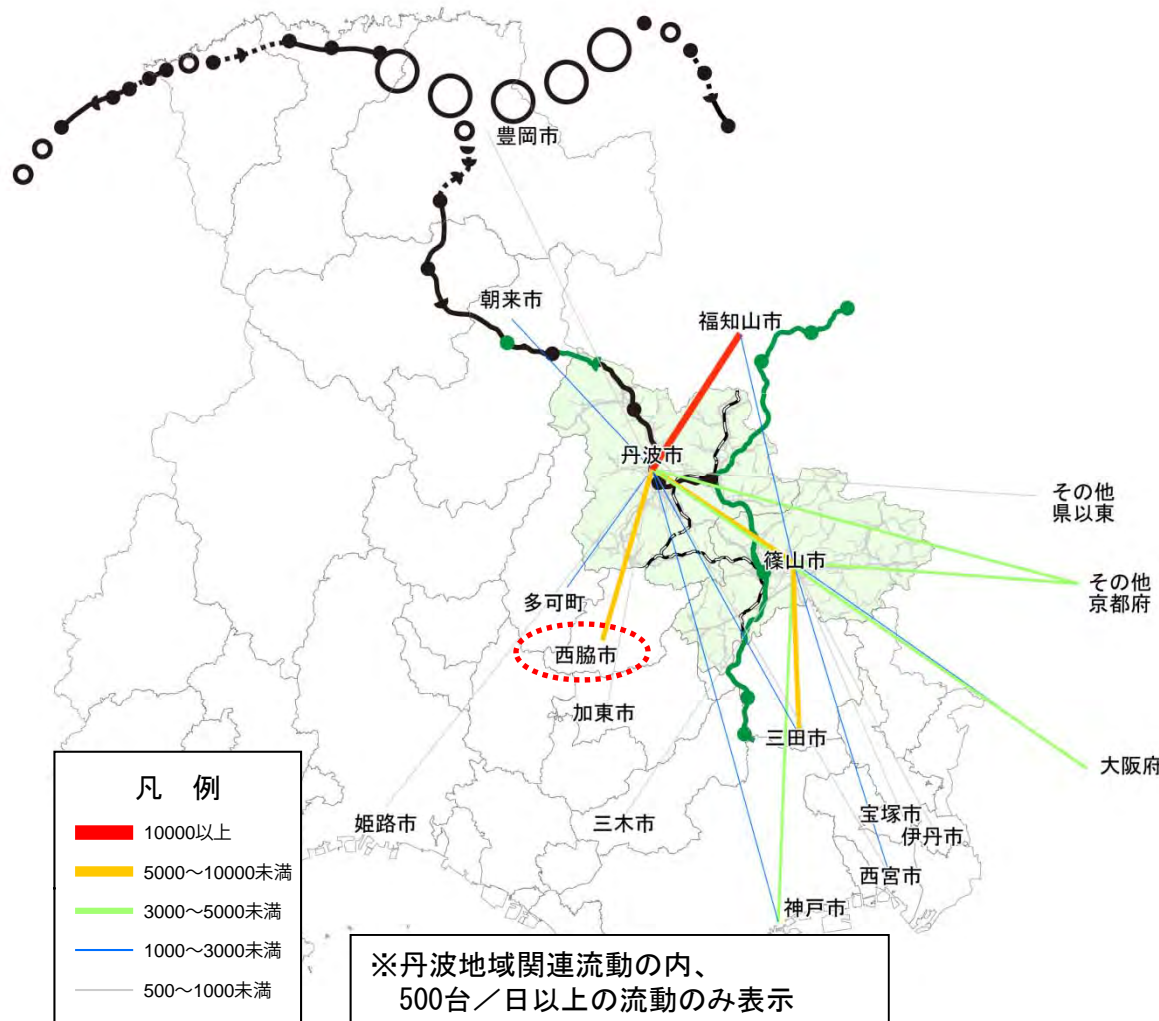 豊岡市
朝来市
福知山市
丹波市
その他
県以東
篠山市
その他
京都府
多可町
西脇市
加東市
三田市
大阪府
姫路市
三木市
宝塚市
伊丹市
西宮市
神戸市
凡 例
10000以上
5000～10000未満
3000～5000未満
1000～3000未満
500～1000未満
※丹波地域関連流動の内、
500台／日以上の流動のみ表示